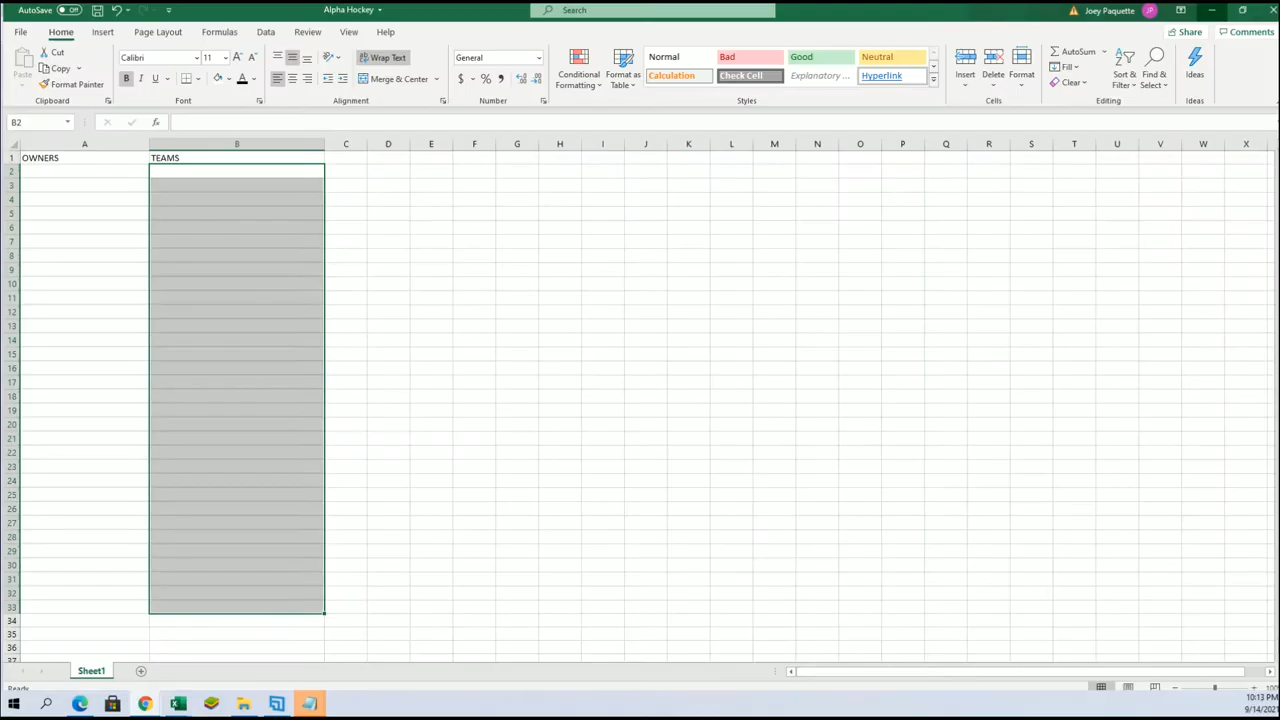 AutoSave Off
Alpha Hockey
Search
Joey Paquette JP
File Home Insert Page Layout Formulas Data Review View Help
Share Comments
Paste
Cut
Copy
Format Painter
Clipboard
Calibri 11
B I U
Font
Wrap Text
Merge & Center
Alignment
General
$ % ,
Number
Conditional Formatting
Format as Table
Normal Bad Good Neutral
Calculation Check Cell Explanatory ... Hyperlink
Styles
Insert Delete Format
Cells
AutoSum
Fill
Clear
Sort & Filter
Find & Select
Editing
Ideas
Ideas
B2 fx
A B C D E F G H I J K L M N O P Q R S T U V W X
1 OWNERS TEAMS
2
3
4
5
6
7
8
9
10
11
12
13
14
15
16
17
18
19
20
21
22
23
24
25
26
27
28
29
30
31
32
33
34
35
36
37
Sheet1
Ready
10:13 PM